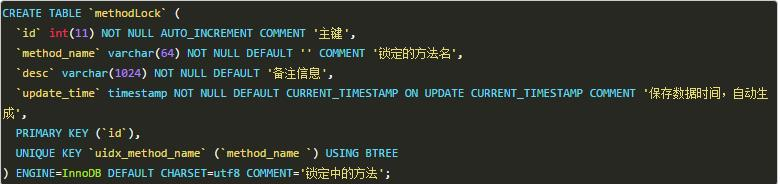 CREATE TABLE `methodLock` (
`id` int(11) NOT NULL AUTO_INCREMENT COMMENT '主键',
`method_name` varchar(64) NOT NULL DEFAULT '' COMMENT '锁定的方法名',
`desc` varchar(1024) NOT NULL DEFAULT '备注信息',
`update_time` timestamp NOT NULL DEFAULT CURRENT_TIMESTAMP ON UPDATE CURRENT_TIMESTAMP COMMENT '保存数据时间，自动生
成',
PRIMARY KEY (`id`),
UNIQUE KEY `uidx_method_name` (`method_name `) USING BTREE
) ENGINE=InnoDB DEFAULT CHARSET=utf8 COMMENT='锁定中的方法';